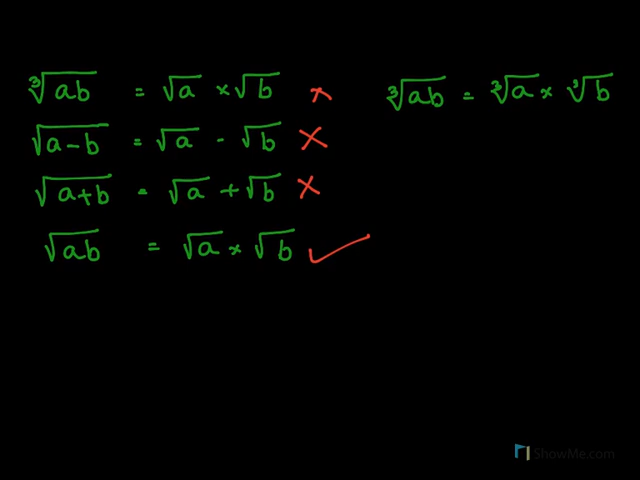 ∛ab = √a × √b ×
∛ab = ∛a × ∛b
√a-b = √a - √b ×
√a+b = √a + √b ×
√ab = √a × √b ✓
ShowMe.com